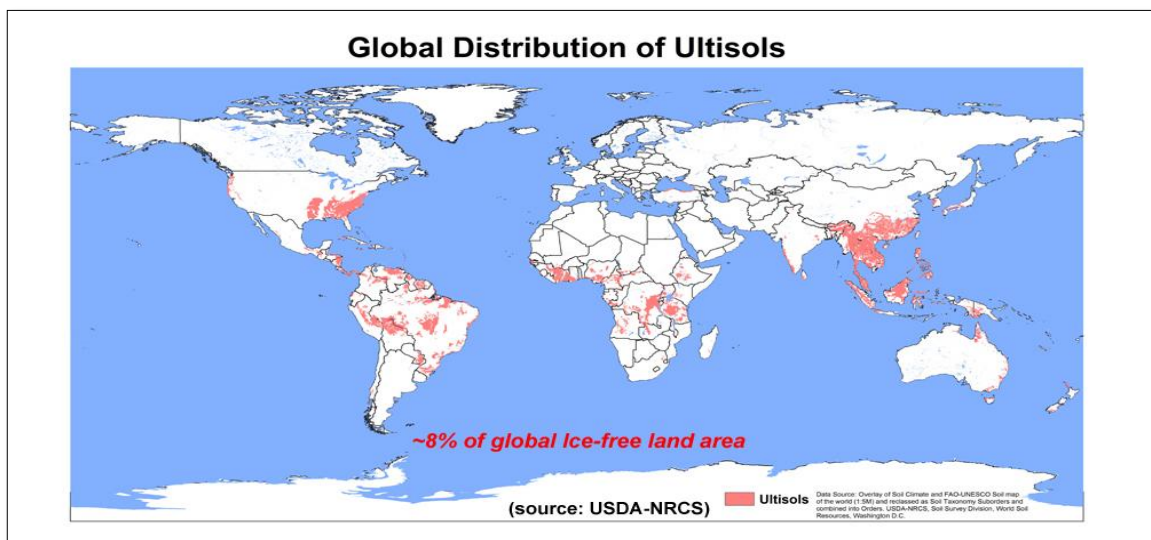 Global Distribution of Ultisols
~8% of global Ice-free land area
(source: USDA-NRCS)
Ultisols
Data Source: Overlay of Soil Climate and FAO-UNESCO Soil map
of the world (1.5M) and reclassed as Soil Taxonomy Suborders and
combined into Orders. USDA-NRCS, Soil Survey Division, World Soil
Resources, Washington D.C.